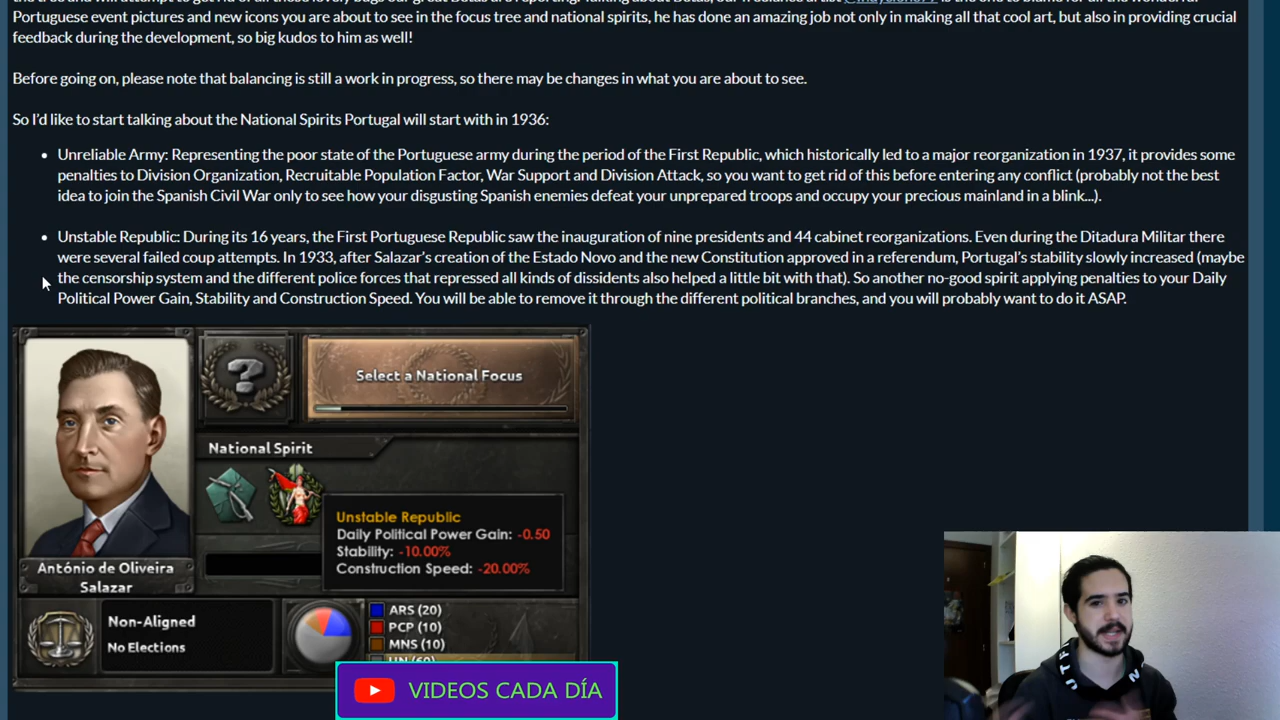 Portuguese event pictures and new icons you are about to see in the focus tree and national spirits, he has done an amazing job not only in making all that cool art, but also in providing crucial
feedback during the development, so big kudos to him as well!
Before going on, please note that balancing is still a work in progress, so there may be changes in what you are about to see.
So I'd like to start talking about the National Spirits Portugal will start with in 1936:
• Unreliable Army: Representing the poor state of the Portuguese army during the period of the First Republic, which historically led to a major reorganization in 1937, it provides some
penalties to Division Organization, Recruitable Population Factor, War Support and Division Attack, so you want to get rid of this before entering any conflict (probably not the best
idea to join the Spanish Civil War only to see how your disgusting Spanish enemies defeat your unprepared troops and occupy your precious mainland in a blink...).
• Unstable Republic: During its 16 years, the First Portuguese Republic saw the inauguration of nine presidents and 44 cabinet reorganizations. Even during the Ditadura Militar there
were several failed coup attempts. In 1933, after Salazar's creation of the Estado Novo and the new Constitution approved in a referendum, Portugal's stability slowly increased (maybe
the censorship system and the different police forces that repressed all kinds of dissidents also helped a little bit with that). So another no-good spirit applying penalties to your Daily
Political Power Gain, Stability and Construction Speed. You will be able to remove it through the different political branches, and you will probably want to do it ASAP.
?
Select a National Focus
National Spirit
Unstable Republic
Daily Political Power Gain: -0.50
Stability: -10.00%
Construction Speed: -20.00%
António de Oliveira
Salazar
Non-Aligned
No Elections
ARS (20)
PCP (10)
MNS (10)
UN (60)
VIDEOS CADA DÍA